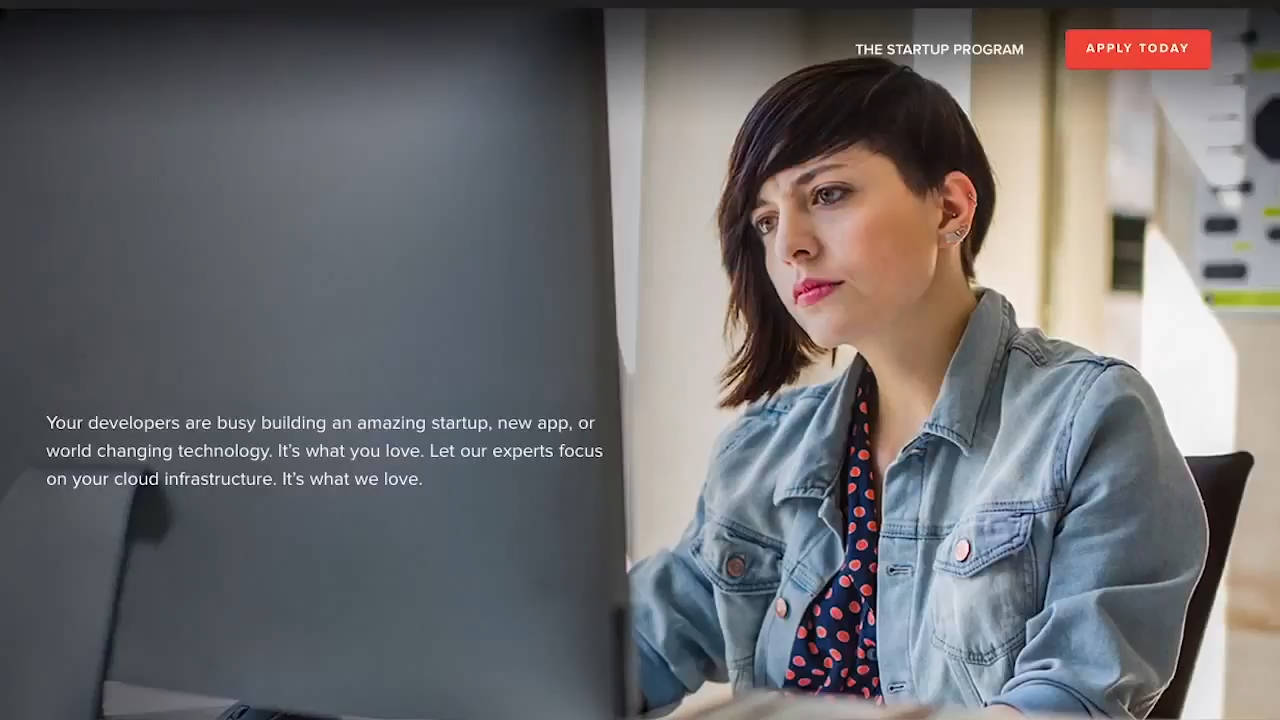 THE STARTUP PROGRAM
APPLY TODAY
Your developers are busy building an amazing startup, new app, or
world changing technology. It’s what you love. Let our experts focus
on your cloud infrastructure. It’s what we love.